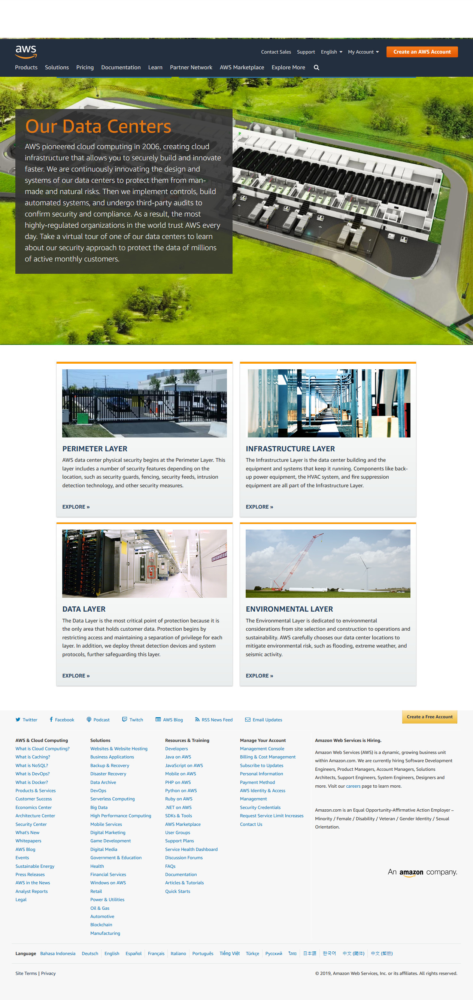 aws
Contact Sales Support English My Account Create an AWS Account
Products Solutions Pricing Documentation Learn Partner Network AWS Marketplace Explore More
Our Data Centers
AWS pioneered cloud computing in 2006, creating cloud
infrastructure that allows you to securely build and innovate
faster. We are continuously innovating the design and
systems of our data centers to protect them from man-
made and natural risks. Then we implement controls, build
automated systems, and undergo third-party audits to
confirm security and compliance. As a result, the most
highly-regulated organizations in the world trust AWS every
day. Take a virtual tour of one of our data centers to learn
about our security approach to protect the data of millions
of active monthly customers.
PERIMETER LAYER
AWS data center physical security begins at the Perimeter Layer. This
layer includes a number of security features depending on the
location, such as security guards, fencing, security feeds, intrusion
detection technology, and other security measures.
EXPLORE »
INFRASTRUCTURE LAYER
The Infrastructure Layer is the data center building and the
equipment and systems that keep it running. Components like back-
up power equipment, the HVAC system, and fire suppression
equipment are all part of the Infrastructure Layer.
EXPLORE »
DATA LAYER
The Data Layer is the most critical point of protection because it is
the only area that holds customer data. Protection begins by
restricting access and maintaining a separation of privilege for each
layer. In addition, we deploy threat detection devices and system
protocols, further safeguarding this layer.
EXPLORE »
ENVIRONMENTAL LAYER
The Environmental Layer is dedicated to environmental
considerations from site selection and construction to operations and
sustainability. AWS carefully chooses our data center locations to
mitigate environmental risk, such as flooding, extreme weather, and
seismic activity.
EXPLORE »
Twitter Facebook Podcast Twitch AWS Blog RSS News Feed Email Updates
Create a Free Account
AWS & Cloud Computing
What is Cloud Computing?
What is Caching?
What is NoSQL?
What is DevOps?
What is Docker?
Products & Services
Customer Success
Economics Center
Architecture Center
Security Center
What's New
Whitepapers
AWS Blog
Events
Sustainable Energy
Press Releases
AWS in the News
Analyst Reports
Legal
Solutions
Websites & Website Hosting
Business Applications
Backup & Recovery
Disaster Recovery
Data Archive
DevOps
Serverless Computing
Big Data
High Performance Computing
Mobile Services
Digital Marketing
Game Development
Digital Media
Government & Education
Health
Financial Services
Windows on AWS
Retail
Power & Utilities
Oil & Gas
Automotive
Blockchain
Manufacturing
Resources & Training
Developers
Java on AWS
JavaScript on AWS
Mobile on AWS
PHP on AWS
Python on AWS
Ruby on AWS
.NET on AWS
SDKs & Tools
AWS Marketplace
User Groups
Support Plans
Service Health Dashboard
Discussion Forums
FAQs
Documentation
Articles & Tutorials
Quick Starts
Manage Your Account
Management Console
Billing & Cost Management
Subscribe to Updates
Personal Information
Payment Method
AWS Identity & Access
Management
Security Credentials
Request Service Limit Increases
Contact Us
Amazon Web Services is Hiring.
Amazon Web Services (AWS) is a dynamic, growing business unit
within Amazon.com. We are currently hiring Software Development
Engineers, Product Managers, Account Managers, Solutions
Architects, Support Engineers, System Engineers, Designers and
more. Visit our careers page to learn more.
Amazon.com is an Equal Opportunity-Affirmative Action Employer –
Minority / Female / Disability / Veteran / Gender Identity / Sexual
Orientation.
An amazon company.
Language Bahasa Indonesia Deutsch English Español Français Italiano Português Tiếng Việt Türkçe Ρусский ไทย 日本語 한국어 中文 (简体) 中文 (繁體)
Site Terms | Privacy
© 2019, Amazon Web Services, Inc. or its affiliates. All rights reserved.